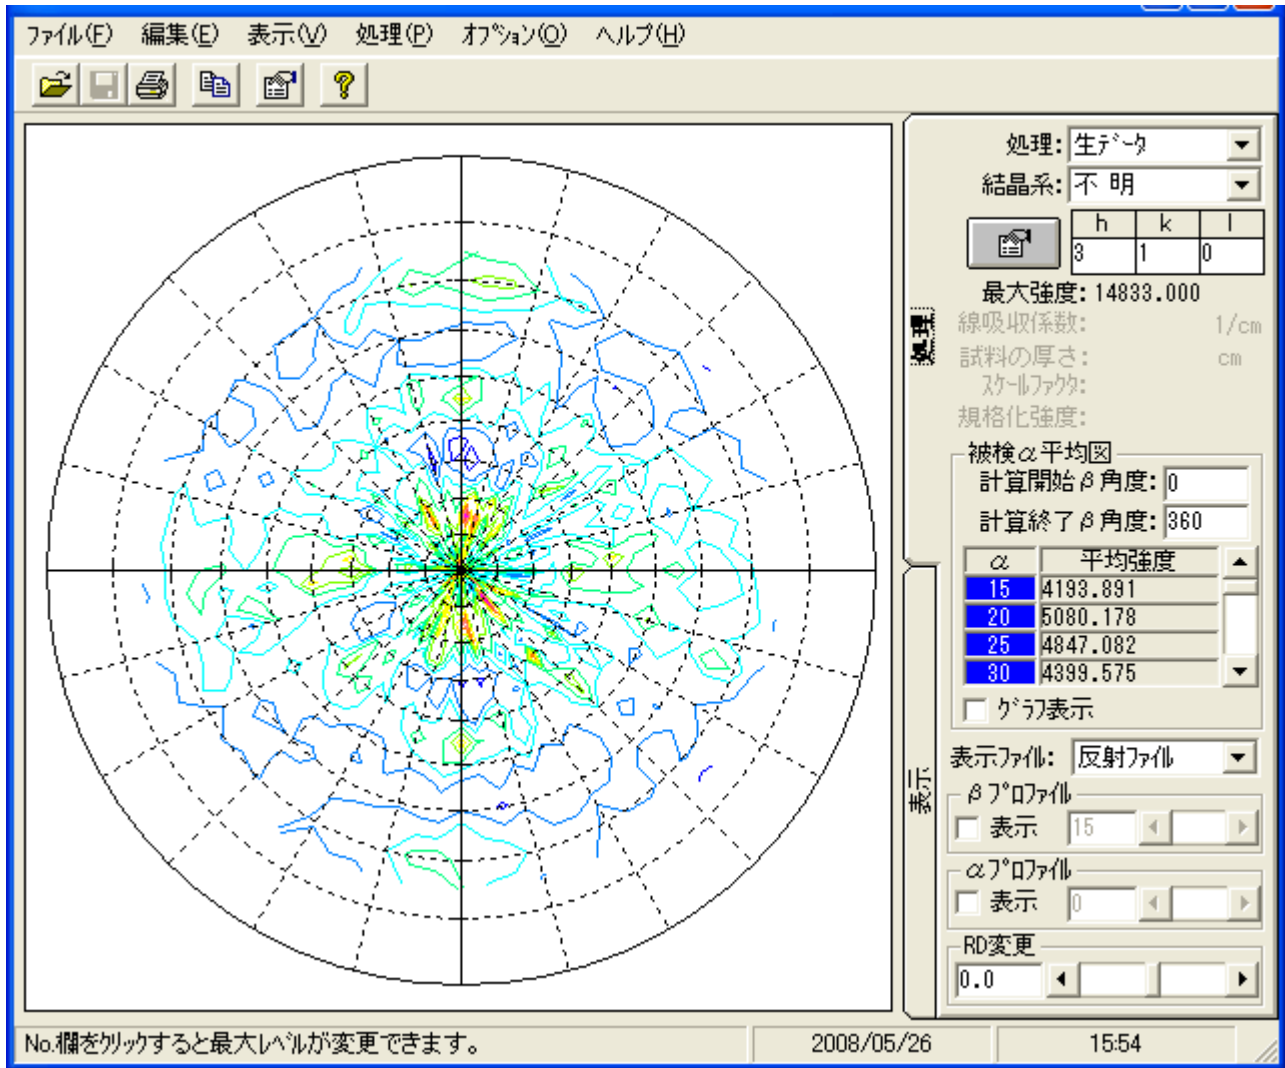 ファイル(F) 編集(E) 表示(V) 処理(P) オプション(O) ヘルプ(H)
処理: 生データ
結晶系: 不 明
h k l
3 1 0
最大強度: 14833.000
線吸収係数: 1/cm
試料の厚さ: cm
スケールファクタ:
規格化強度:
被検α平均図
計算開始β角度: 0
計算終了β角度: 360
α 平均強度
15 4193.891
20 5080.178
25 4847.082
30 4399.575
グラフ表示
表示ファイル: 反射ファイル
βプロファイル
表示 15
αプロファイル
表示 0
RD変更
0.0
処理
表示
No.欄をクリックすると最大レベルが変更できます。 2008/05/26 15:54